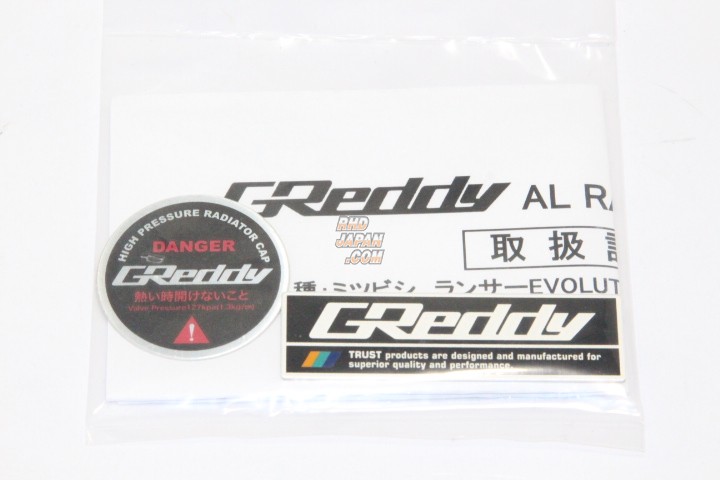 GReddy AL RA
RHD
JAPAN
.COM
取扱説
種:ミツビシ ランサーEVOLUT
HIGH PRESSURE RADIATOR CAP
DANGER
GReddy
熱い時開けないこと
GReddy
TRUST products are designed and manufactured for
superior quality and performance.